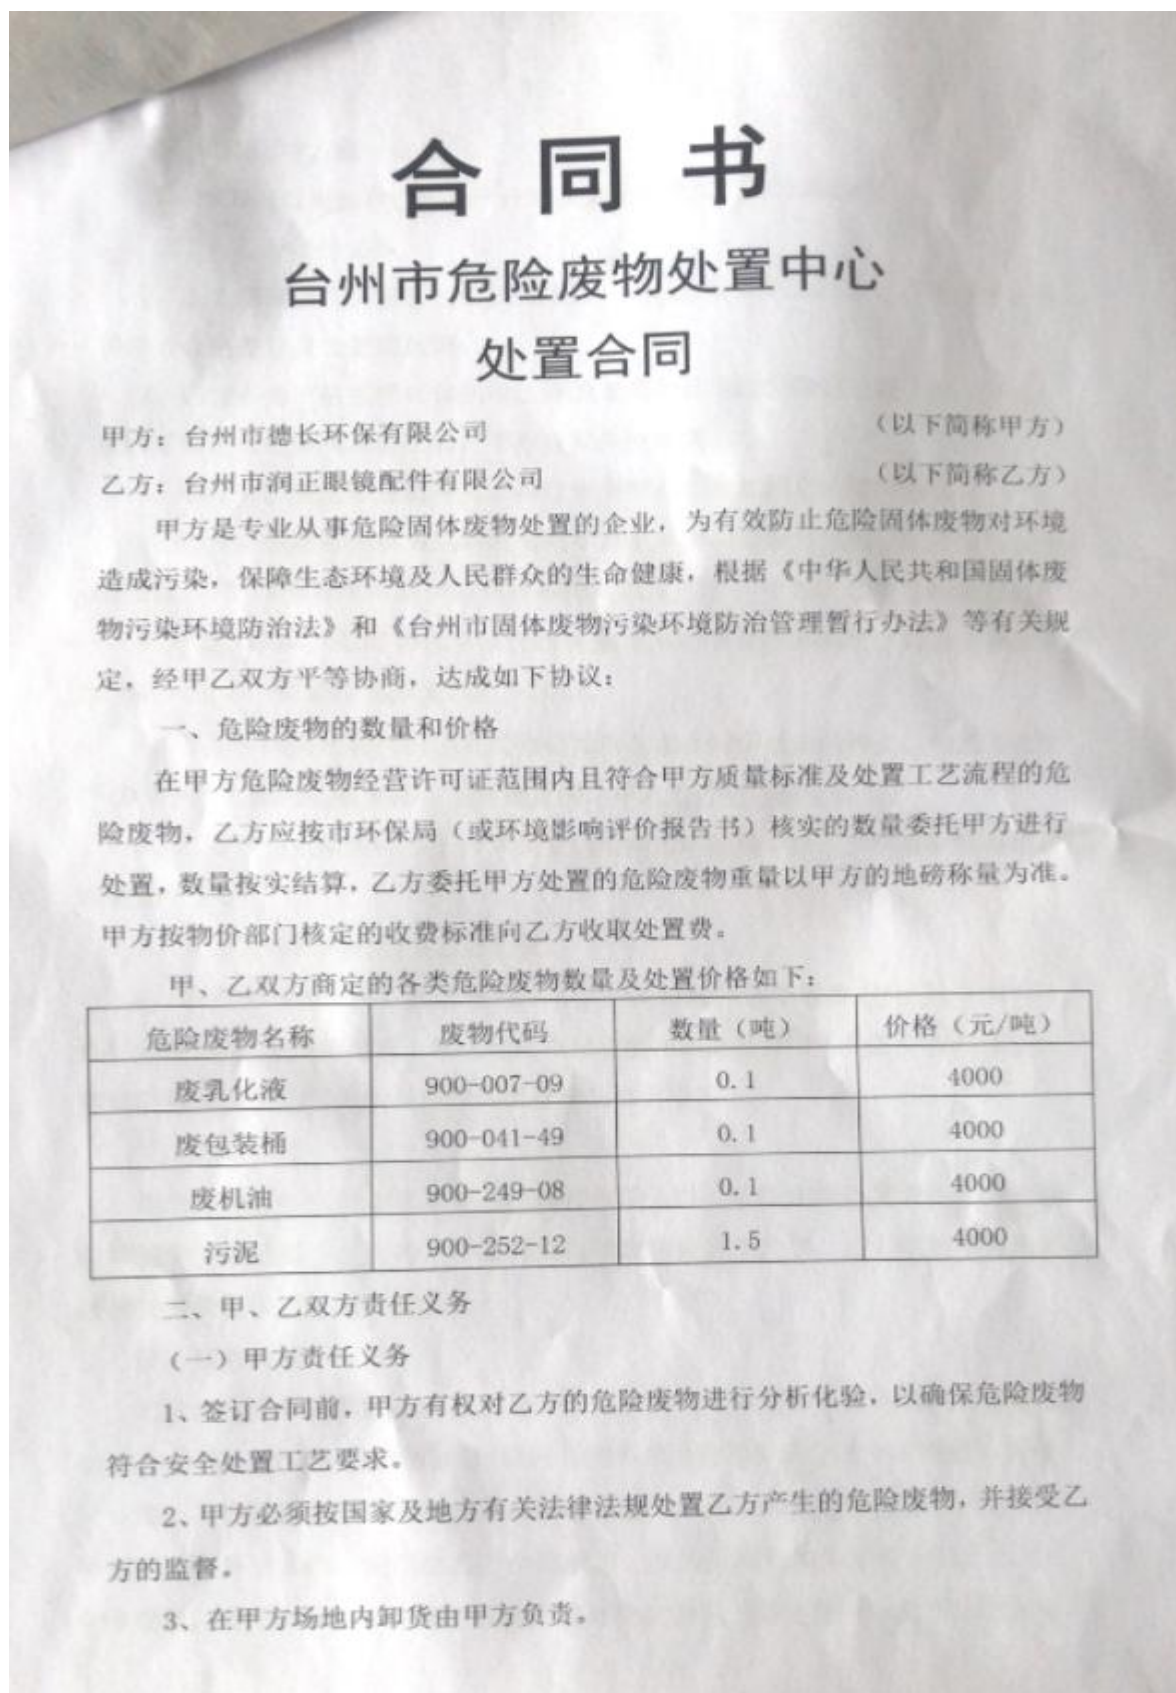 合同书
台州市危险废物处置中心
处置合同
甲方：台州市德长环保有限公司 （以下简称甲方）
乙方：台州市润正眼镜配件有限公司 （以下简称乙方）
甲方是专业从事危险固体废物处置的企业，为有效防止危险固体废物对环境
造成污染，保障生态环境及人民群众的生命健康，根据《中华人民共和国固体废
物污染环境防治法》和《台州市固体废物污染环境防治管理暂行办法》等有关规
定，经甲乙双方平等协商，达成如下协议：
一、危险废物的数量和价格
在甲方危险废物经营许可证范围内且符合甲方质量标准及处置工艺流程的危
险废物，乙方应按市环保局（或环境影响评价报告书）核实的数量委托甲方进行
处置，数量按实结算，乙方委托甲方处置的危险废物重量以甲方的地磅称量为准。
甲方按物价部门核定的收费标准向乙方收取处置费。
甲、乙双方商定的各类危险废物数量及处置价格如下：
危险废物名称 废物代码 数量（吨） 价格（元/吨）
废乳化液 900-007-09 0.1 4000
废包装桶 900-041-49 0.1 4000
废机油 900-249-08 0.1 4000
污泥 900-252-12 1.5 4000
二、甲、乙双方责任义务
（一）甲方责任义务
1、签订合同前，甲方有权对乙方的危险废物进行分析化验，以确保危险废物
符合安全处置工艺要求。
2、甲方必须按国家及地方有关法律法规处置乙方产生的危险废物，并接受乙
方的监督。
3、在甲方场地内卸货由甲方负责。